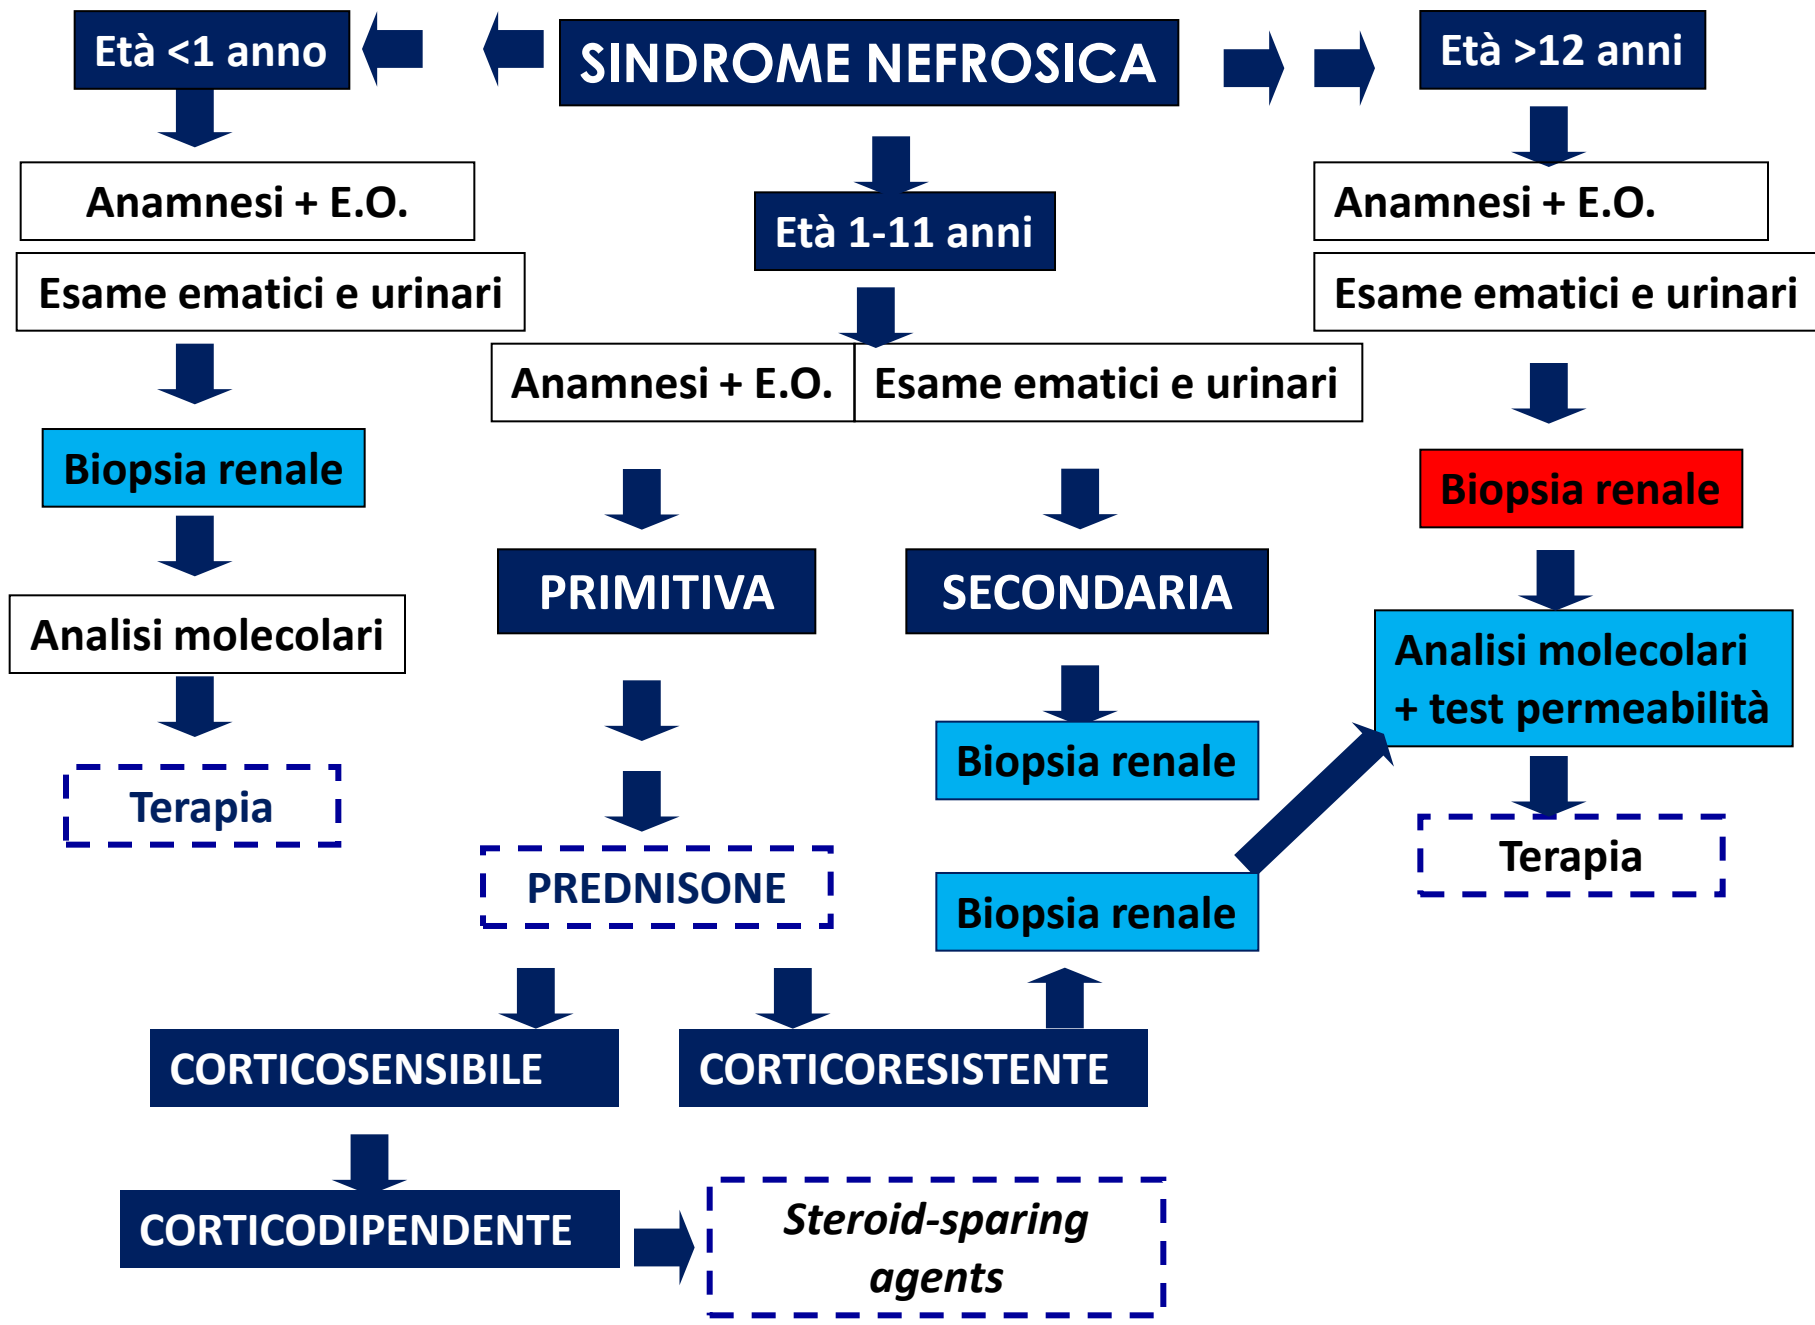 Età <1 anno
SINDROME NEFROSICA
Età >12 anni
Anamnesi + E.O.
Esame ematici e urinari
Biopsia renale
Analisi molecolari
Terapia
Età 1-11 anni
Anamnesi + E.O.
Esame ematici e urinari
PRIMITIVA
SECONDARIA
PREDNISONE
Biopsia renale
Biopsia renale
CORTICOSENSIBILE
CORTICORESISTENTE
CORTICODIPENDENTE
Steroid-sparing
agents
Anamnesi + E.O.
Esame ematici e urinari
Biopsia renale
Analisi molecolari
+ test permeabilità
Terapia